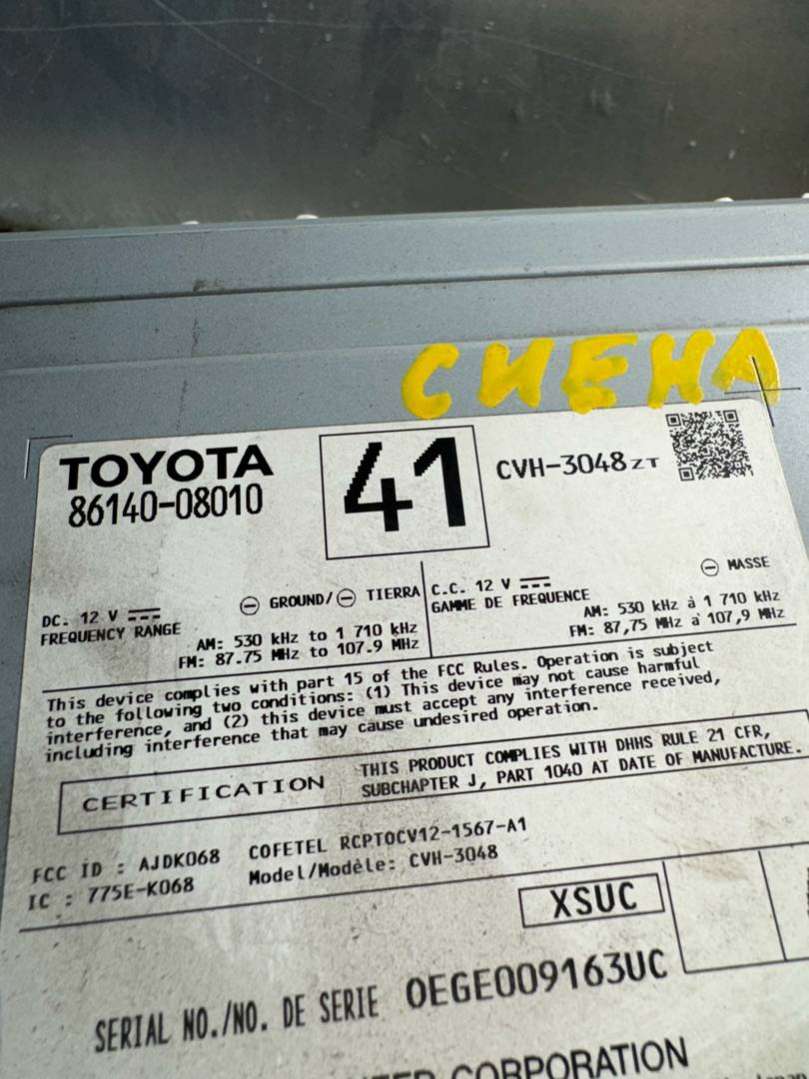 СИЕНА
TOYOTA
86140-08010
41
CVH-3048ZT
DC. 12 V
GROUND/ TIERRA
FREQUENCY RANGE
AM: 530 kHz to 1 710 kHz
FM: 87.75 MHz to 107.9 MHz
C.C. 12 V
MASSE
GAMME DE FREQUENCE
AM: 530 kHz à 1 710 kHz
FM: 87,75 MHz à 107,9 MHz
This device complies with part 15 of the FCC Rules. Operation is subject
to the following two conditions: (1) This device may not cause harmful
interference, and (2) this device must accept any interference received,
including interference that may cause undesired operation.
CERTIFICATION
THIS PRODUCT COMPLIES WITH DHHS RULE 21 CFR,
SUBCHAPTER J, PART 1040 AT DATE OF MANUFACTURE.
FCC ID : AJDK068
COFETEL RCPTOCV12-1567-A1
IC : 775E-K068
Model/Modèle: CVH-3048
XSUC
SERIAL NO./NO. DE SERIE OEGE009163UC
CORPORATION